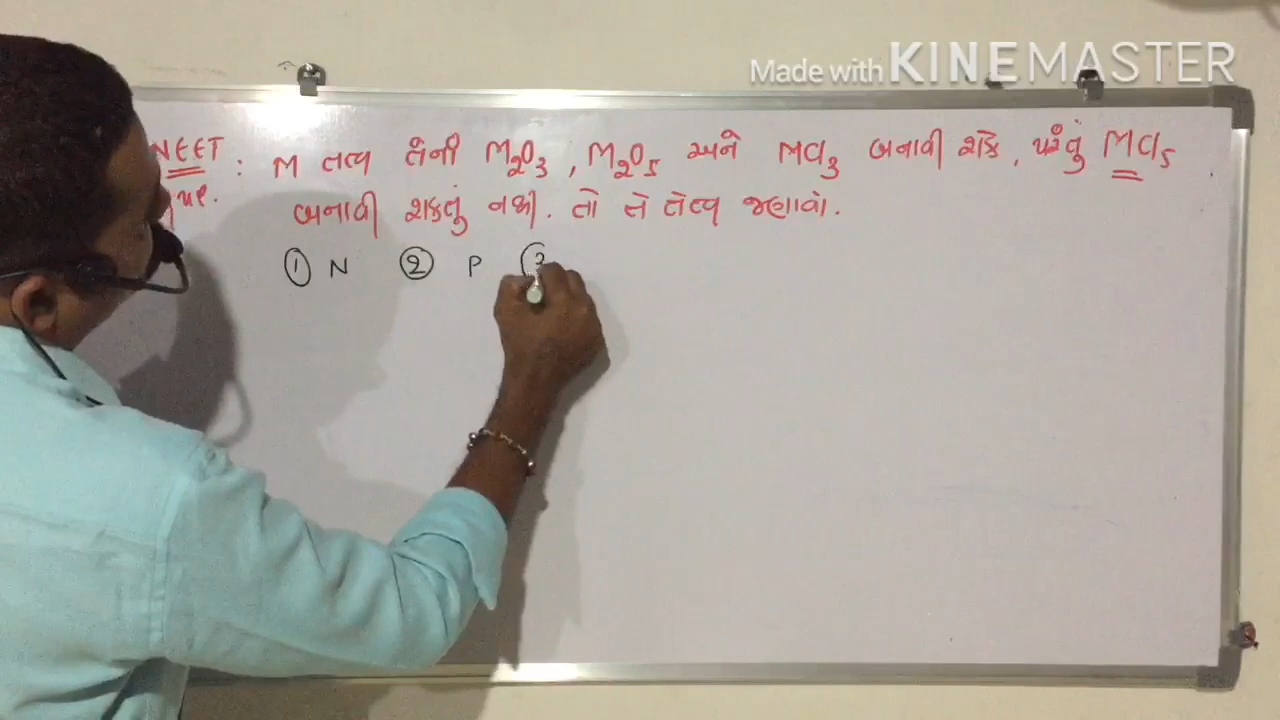 Made with KINEMASTER
NEET : M તત્વ તેની M₂O₃ , M₂O₅ અને MCl₃ બનાવી શકે , પરંતુ MCl₅
que. બનાવી શકતું નથી. તો તે તત્વ જણાવો.
① N ② P